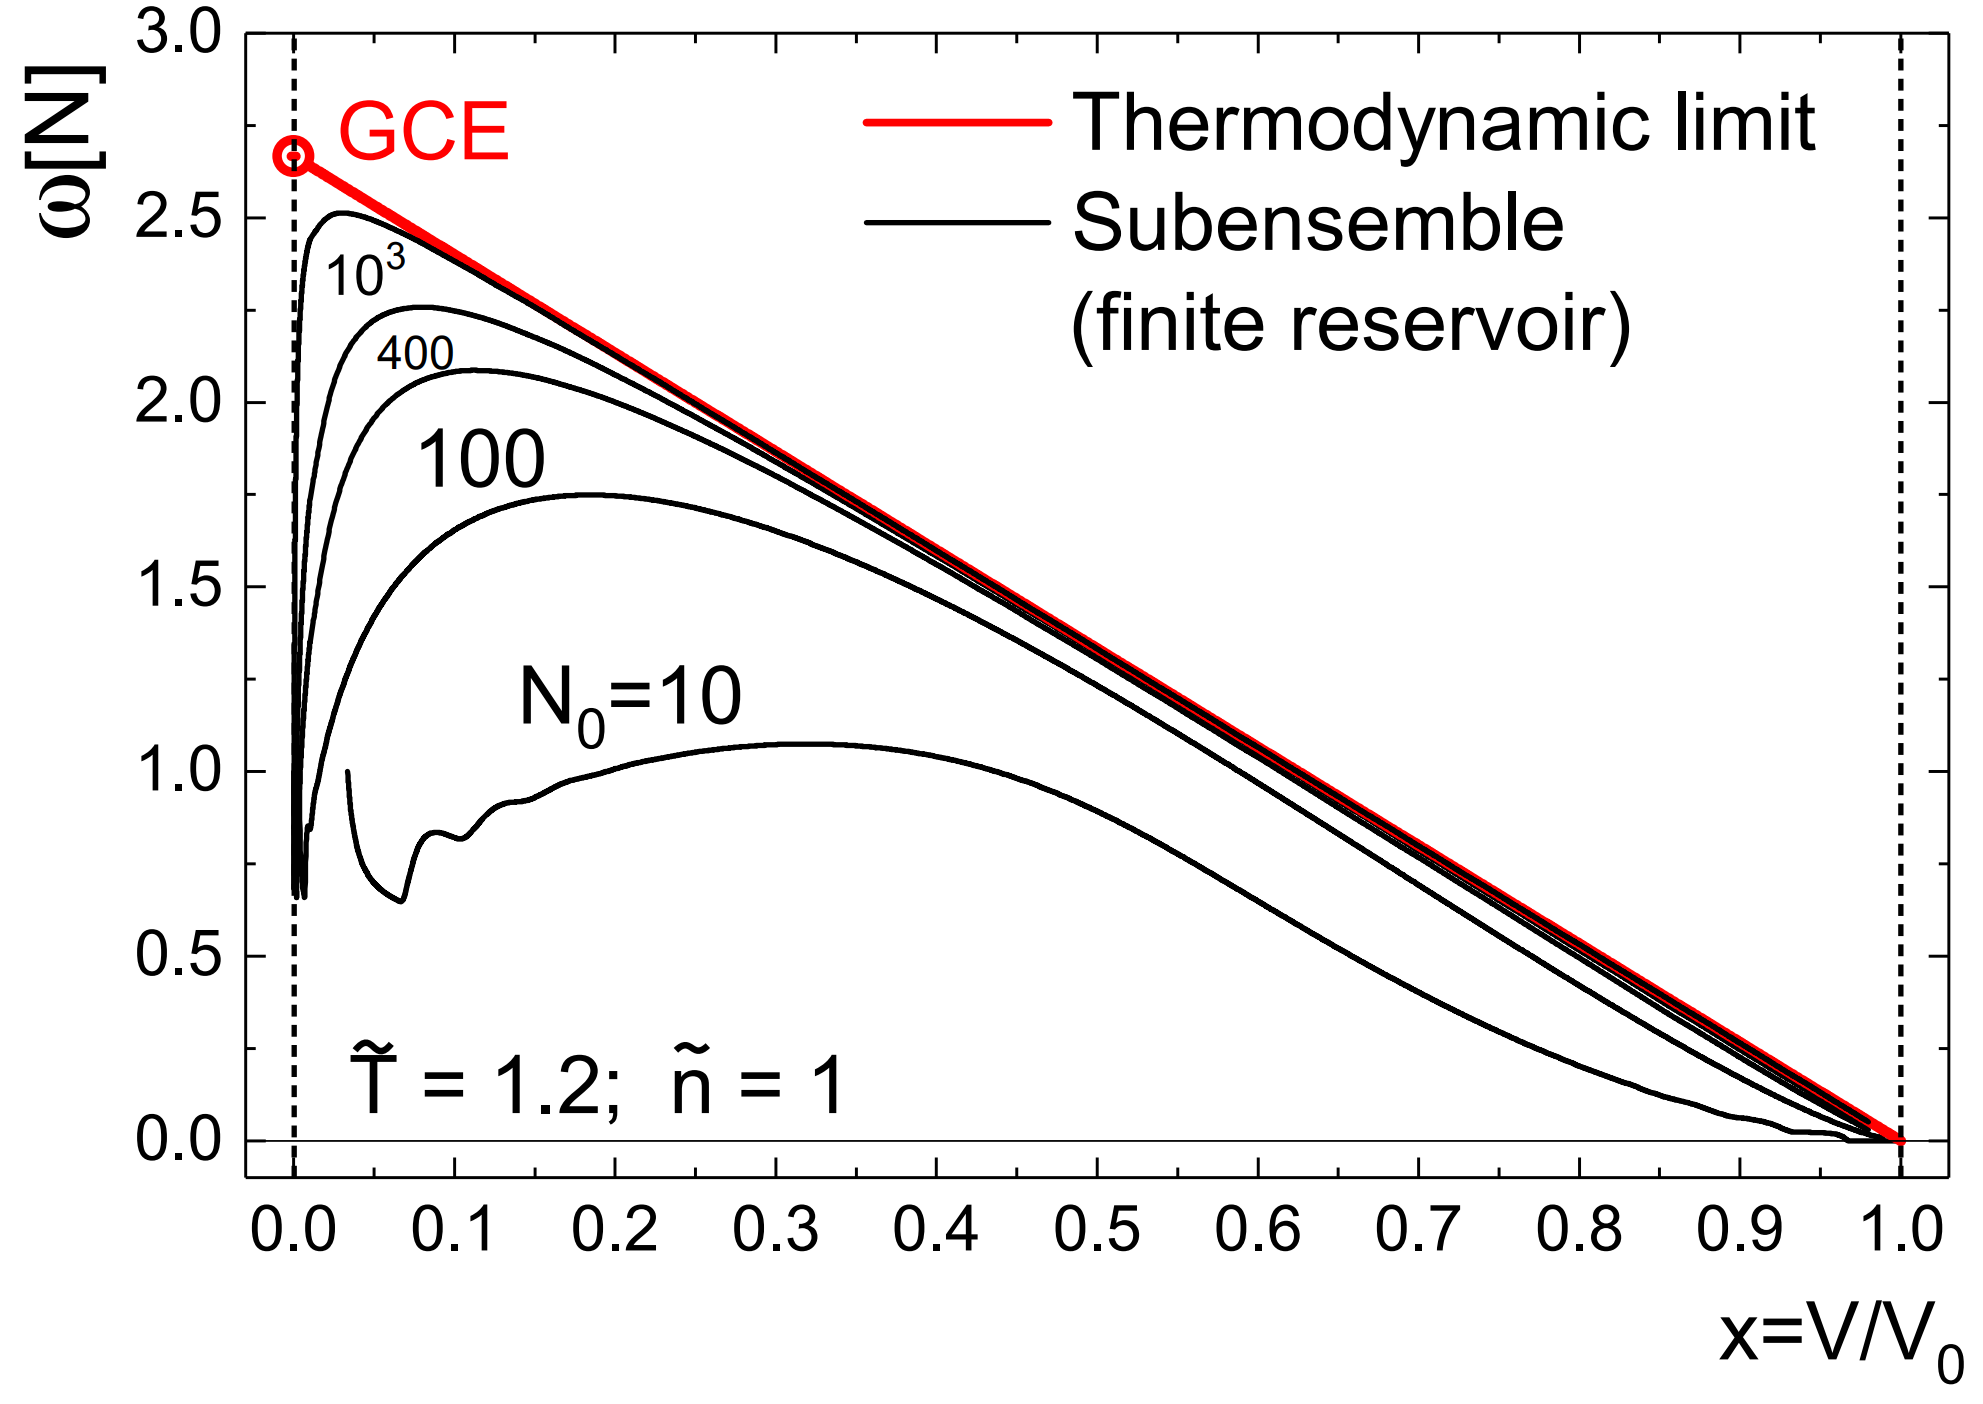 ω[N]
3.0
2.5
2.0
1.5
1.0
0.5
0.0
GCE
Thermodynamic limit
Subensemble
(finite reservoir)
10³
400
100
N₀=10
T̃ = 1.2; ñ = 1
0.0 0.1 0.2 0.3 0.4 0.5 0.6 0.7 0.8 0.9 1.0
x=V/V₀